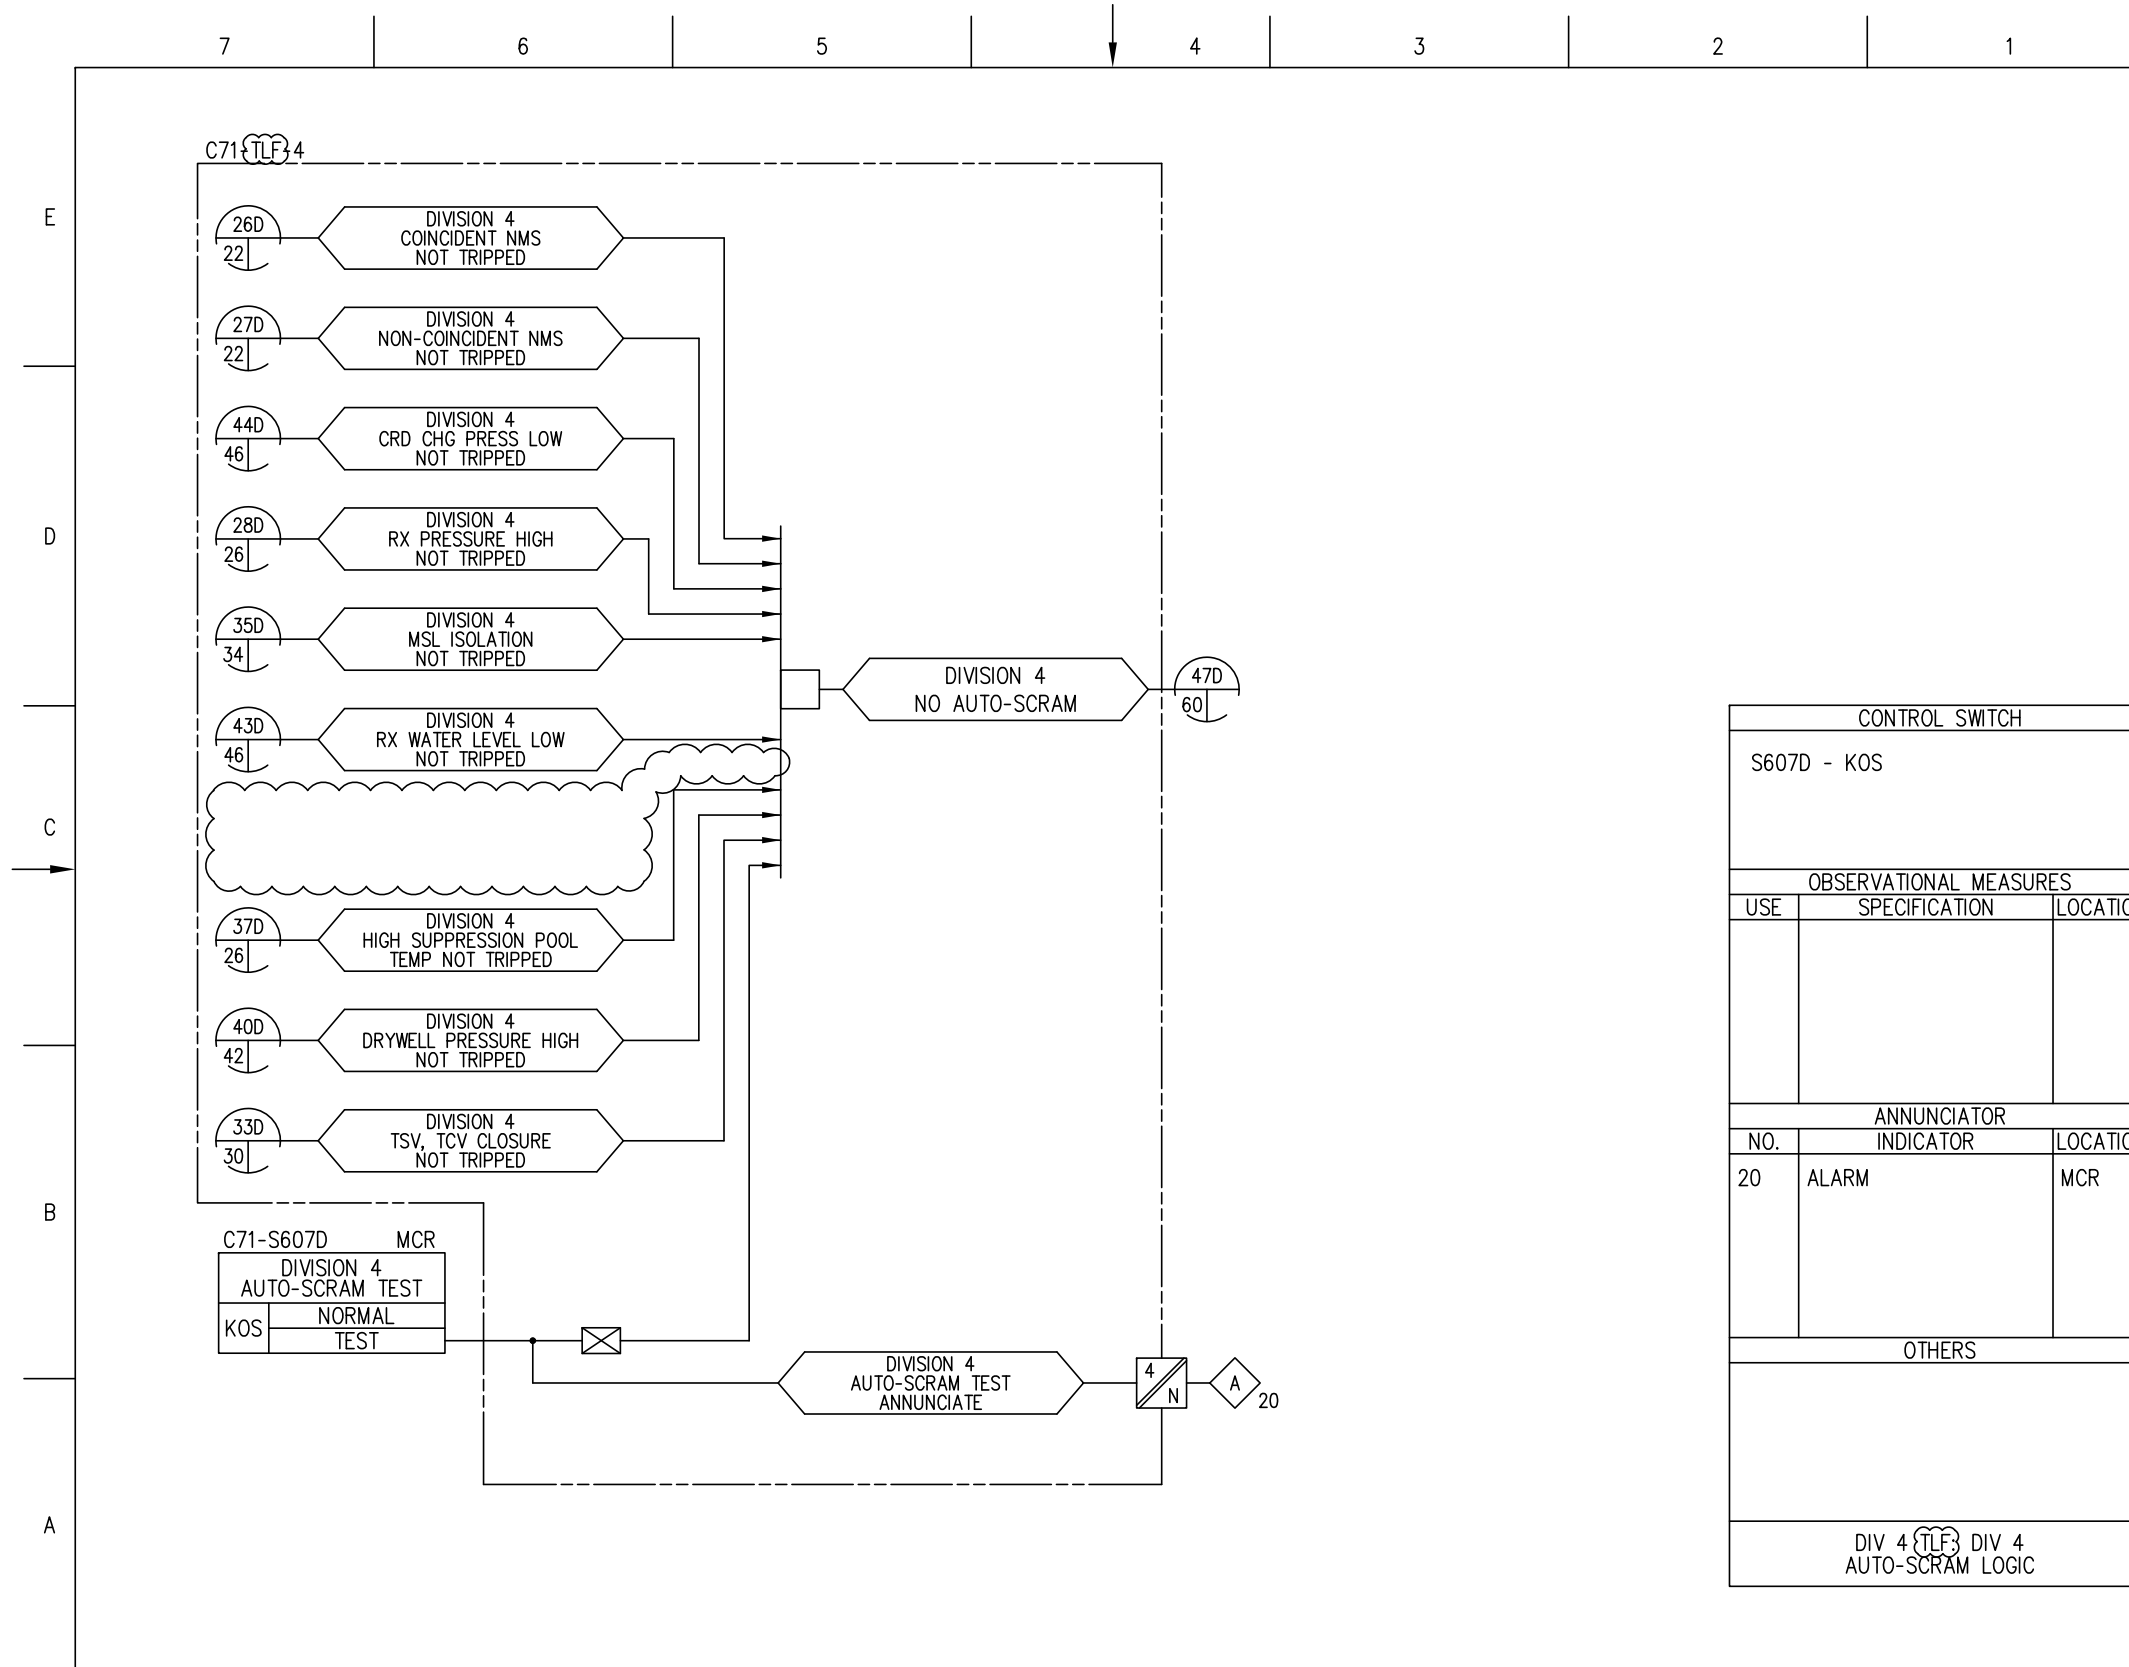 7 6 5 4 3 2 1
C71-TLF-4
E
26D
22
DIVISION 4
COINCIDENT NMS
NOT TRIPPED
27D
22
DIVISION 4
NON-COINCIDENT NMS
NOT TRIPPED
44D
46
DIVISION 4
CRD CHG PRESS LOW
NOT TRIPPED
D
28D
26
DIVISION 4
RX PRESSURE HIGH
NOT TRIPPED
35D
34
DIVISION 4
MSL ISOLATION
NOT TRIPPED
DIVISION 4
NO AUTO-SCRAM
47D
60
43D
46
DIVISION 4
RX WATER LEVEL LOW
NOT TRIPPED
C
37D
26
DIVISION 4
HIGH SUPPRESSION POOL
TEMP NOT TRIPPED
40D
42
DIVISION 4
DRYWELL PRESSURE HIGH
NOT TRIPPED
33D
30
DIVISION 4
TSV, TCV CLOSURE
NOT TRIPPED
B
C71-S607D MCR
DIVISION 4
AUTO-SCRAM TEST
KOS
NORMAL
TEST
DIVISION 4
AUTO-SCRAM TEST
ANNUNCIATE
4
N
A
20
A
CONTROL SWITCH
S607D - KOS
OBSERVATIONAL MEASURES
USE SPECIFICATION LOCATIO
ANNUNCIATOR
NO. INDICATOR LOCATIO
20 ALARM MCR
OTHERS
DIV 4 TLF: DIV 4
AUTO-SCRAM LOGIC